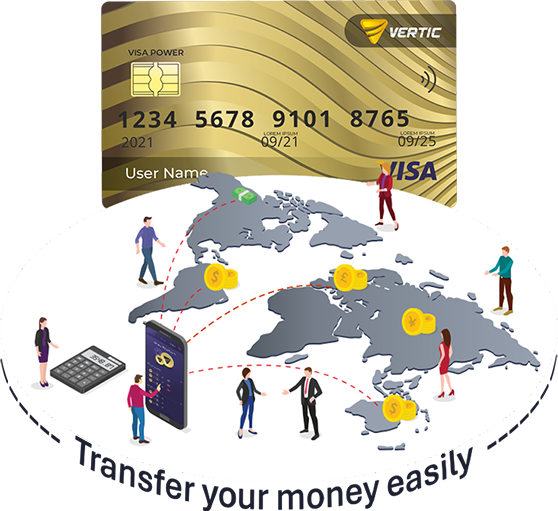 VERTIC
VISA POWER
1234 5678 9101 8765
LOREM IPSUM LOREM IPSUM
2021 09/21 09/25
User Name VISA
$
£
¥
$
Transfer your money easily